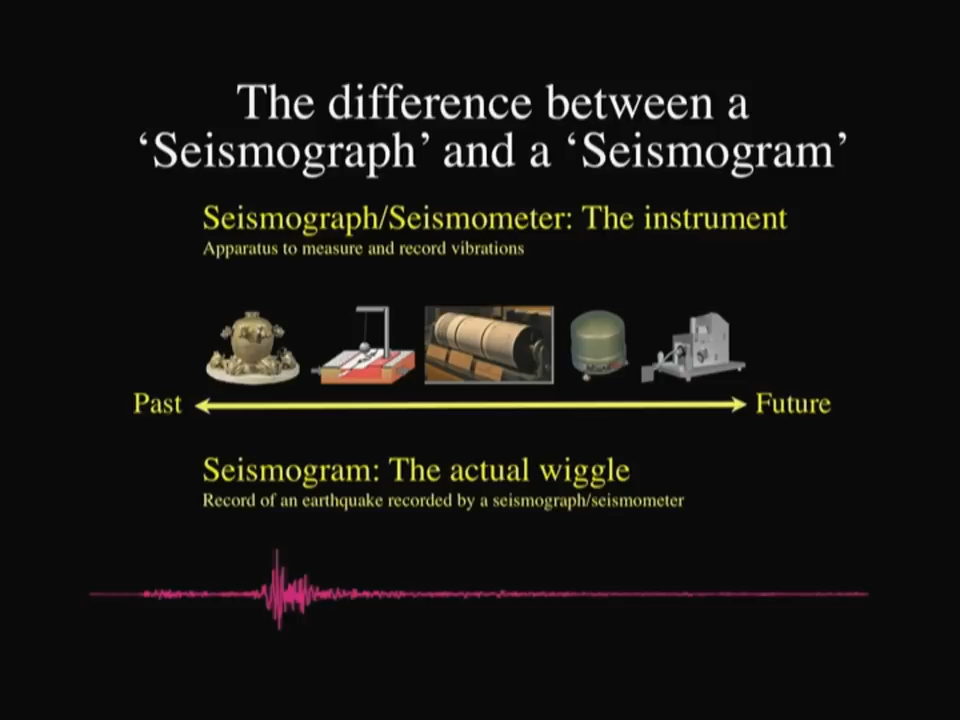 The difference between a
‘Seismograph’ and a ‘Seismogram’
Seismograph/Seismometer: The instrument
Apparatus to measure and record vibrations
Past
Future
Seismogram: The actual wiggle
Record of an earthquake recorded by a seismograph/seismometer